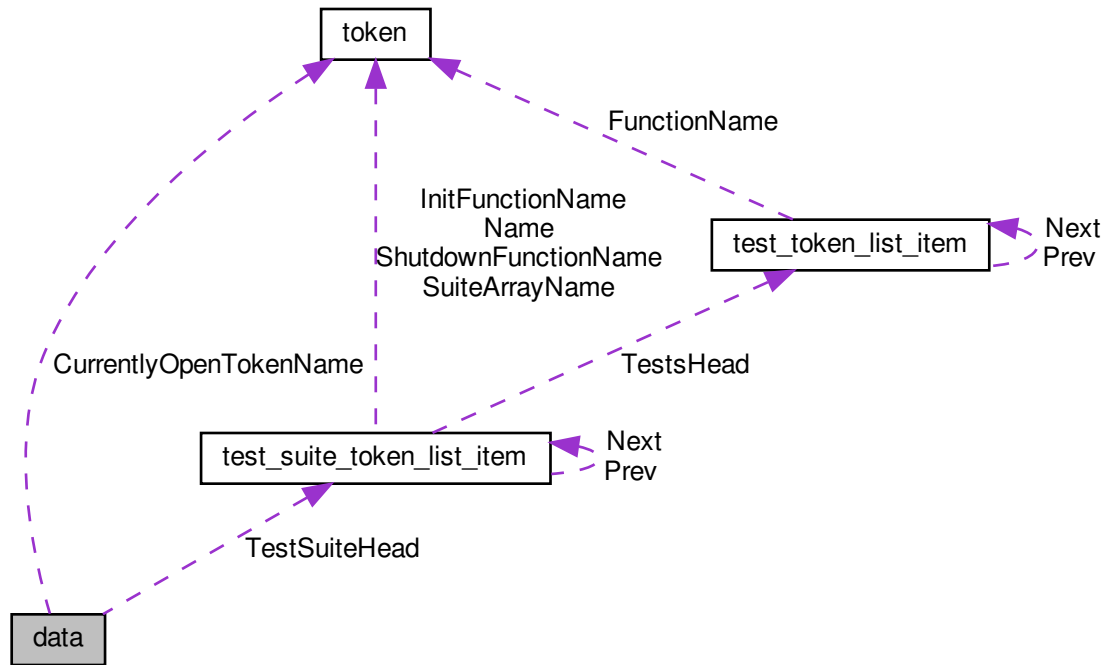 token
FunctionName
InitFunctionName
Name
ShutdownFunctionName
SuiteArrayName
test_token_list_item
Next
Prev
CurrentlyOpenTokenName
TestsHead
test_suite_token_list_item
Next
Prev
TestSuiteHead
data